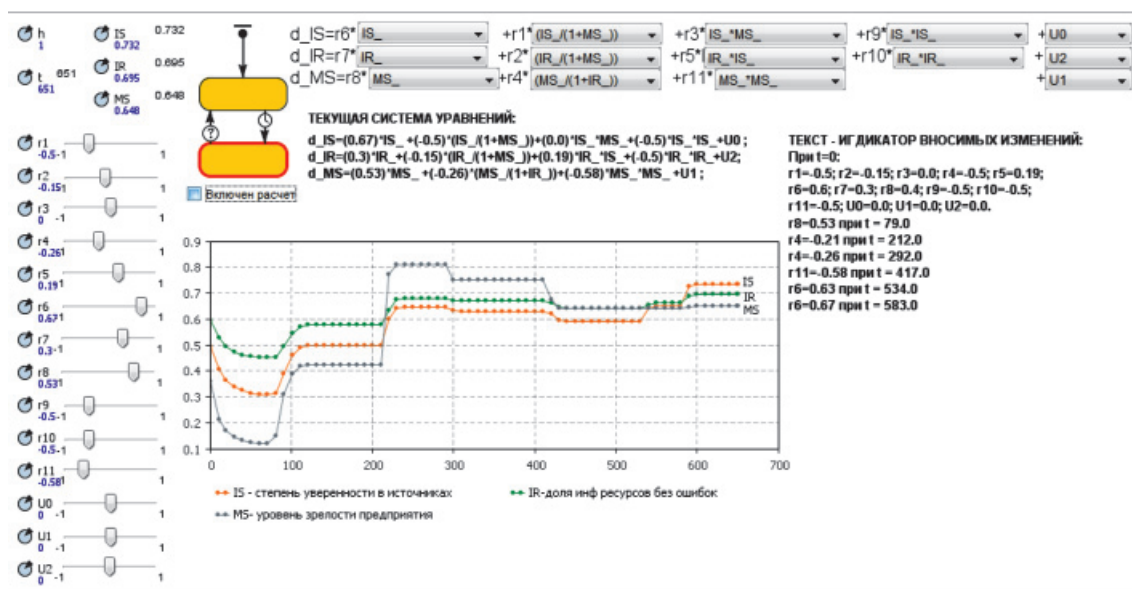 h
1
IS
0.732
0.732
t
651
651
IR
0.695
0.695
MS
0.648
0.648
d_IS=r6* IS_ +r1* (IS_/(1+MS_)) +r3* IS_*MS_ +r9* IS_*IS_ + U0
d_IR=r7* IR_ +r2* (IR_/(1+MS_)) +r5* IR_*IS_ +r10* IR_*IR_ + U2
d_MS=r8* MS_ +r4* (MS_/(1+IR_)) +r11* MS_*MS_ + U1
?
Включен расчет
ТЕКУЩАЯ СИСТЕМА УРАВНЕНИЙ:
d_IS=(0.67)*IS_ +(-0.5)*(IS_/(1+MS_))+(0.0)*IS_*MS_+(-0.5)*IS_*IS_+U0 ;
d_IR=(0.3)*IR_+(-0.15)*(IR_/(1+MS_))+(0.19)*IR_*IS_+(-0.5)*IR_*IR_+U2;
d_MS=(0.53)*MS_ +(-0.26)*(MS_/(1+IR_))+(-0.58)*MS_*MS_ +U1 ;
ТЕКСТ - ИГДИКАТОР ВНОСИМЫХ ИЗМЕНЕНИЙ:
При t=0:
r1=-0.5; r2=-0.15; r3=0.0; r4=-0.5; r5=0.19;
r6=0.6; r7=0.3; r8=0.4; r9=-0.5; r10=-0.5;
r11=-0.5; U0=0.0; U1=0.0; U2=0.0.
r8=0.53 при t = 79.0
r4=-0.21 при t = 212.0
r4=-0.26 при t = 292.0
r11=-0.58 при t = 417.0
r6=0.63 при t = 534.0
r6=0.67 при t = 583.0
r1
-0.5 -1 1
r2
-0.15 1 1
r3
0 -1 1
r4
-0.26 1 1
r5
0.19 1 1
r6
0.67 1 1
r7
0.3 -1 1
r8
0.53 1 1
r9
-0.5 -1 1
r10
-0.5 -1 1
r11
-0.58 1 1
U0
0 -1 1
U1
0 -1 1
U2
0 -1 1
0.9
0.8
0.7
0.6
0.5
0.4
0.3
0.2
0.1
0 100 200 300 400 500 600 700
IS
IR
MS
IS - степень уверенности в источниках
IR-доля инф ресурсов без ошибок
MS- уровень зрелости предприятия